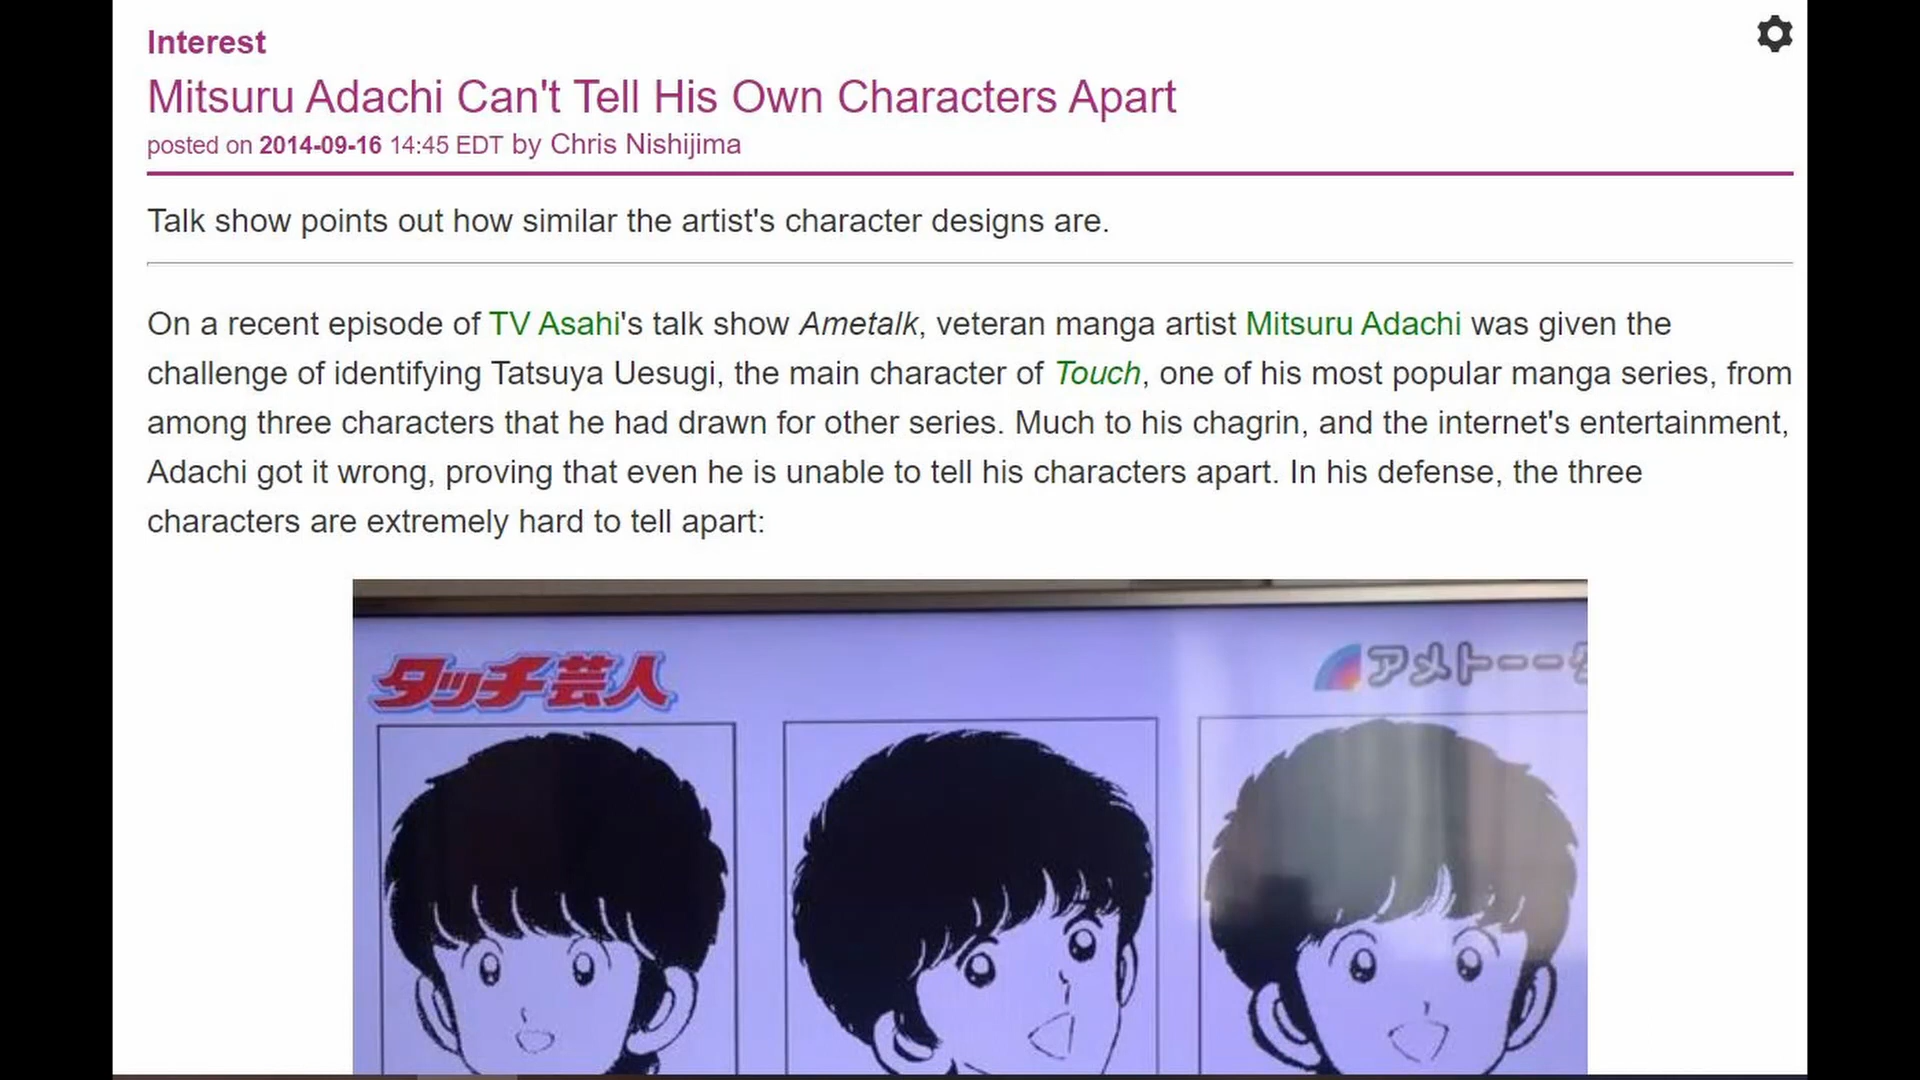 Interest
Mitsuru Adachi Can't Tell His Own Characters Apart
posted on 2014-09-16 14:45 EDT by Chris Nishijima
Talk show points out how similar the artist's character designs are.
On a recent episode of TV Asahi's talk show Ametalk, veteran manga artist Mitsuru Adachi was given the
challenge of identifying Tatsuya Uesugi, the main character of Touch, one of his most popular manga series, from
among three characters that he had drawn for other series. Much to his chagrin, and the internet's entertainment,
Adachi got it wrong, proving that even he is unable to tell his characters apart. In his defense, the three
characters are extremely hard to tell apart:
タッチ芸人
アメトーーク